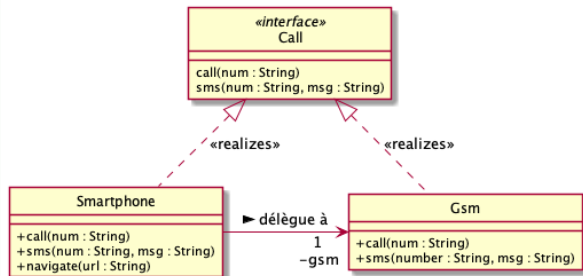 «interface»
Call
call(num : String)
sms(num : String, msg : String)
«realizes»
«realizes»
Smartphone
+call(num : String)
+sms(num : String, msg : String)
+navigate(url : String)
► délègue à
1
-gsm
Gsm
+call(num : String)
+sms(number : String, msg : String)